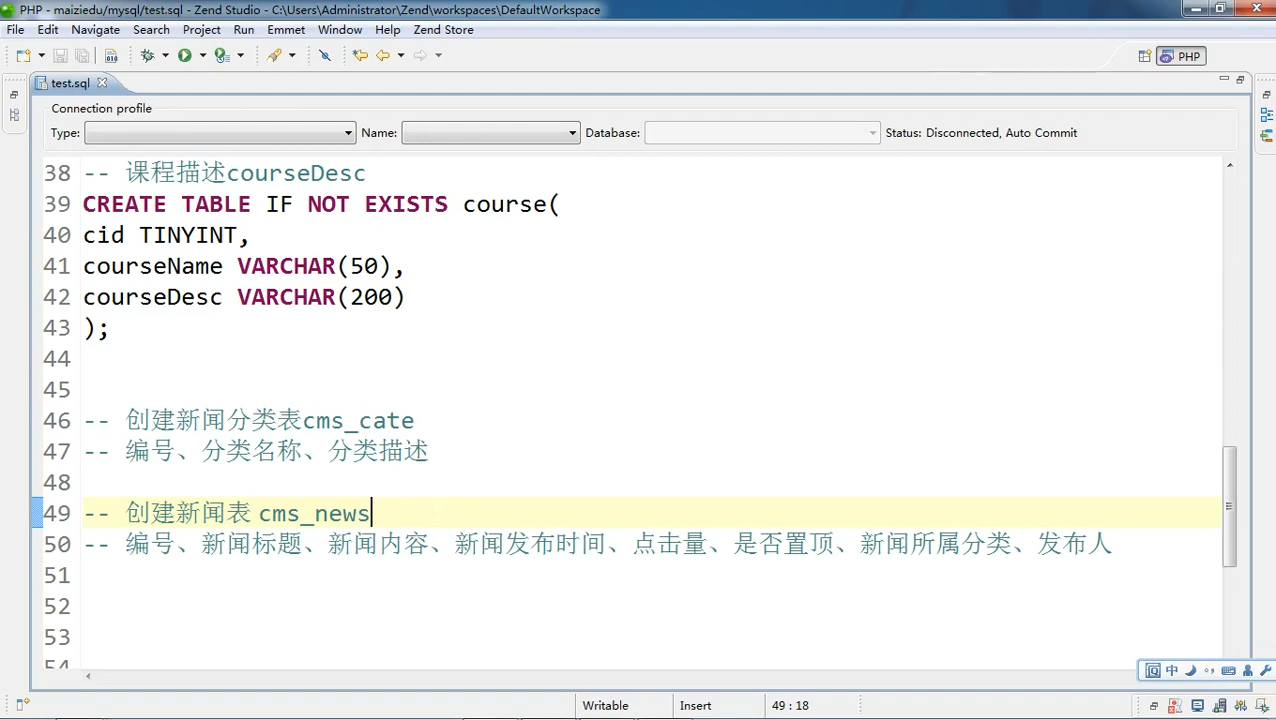 PHP - maiziedu/mysql/test.sql - Zend Studio - C:\Users\Administrator\Zend\workspaces\DefaultWorkspace
File Edit Navigate Search Project Run Emmet Window Help Zend Store
PHP
test.sql
Connection profile
Type: Name: Database: Status: Disconnected, Auto Commit
38 -- 课程描述courseDesc
39 CREATE TABLE IF NOT EXISTS course(
40 cid TINYINT,
41 courseName VARCHAR(50),
42 courseDesc VARCHAR(200)
43 );
44
45
46 -- 创建新闻分类表cms_cate
47 -- 编号、分类名称、分类描述
48
49 -- 创建新闻表 cms_news
50 -- 编号、新闻标题、新闻内容、新闻发布时间、点击量、是否置顶、新闻所属分类、发布人
51
52
53
54
中
Writable Insert 49 : 18